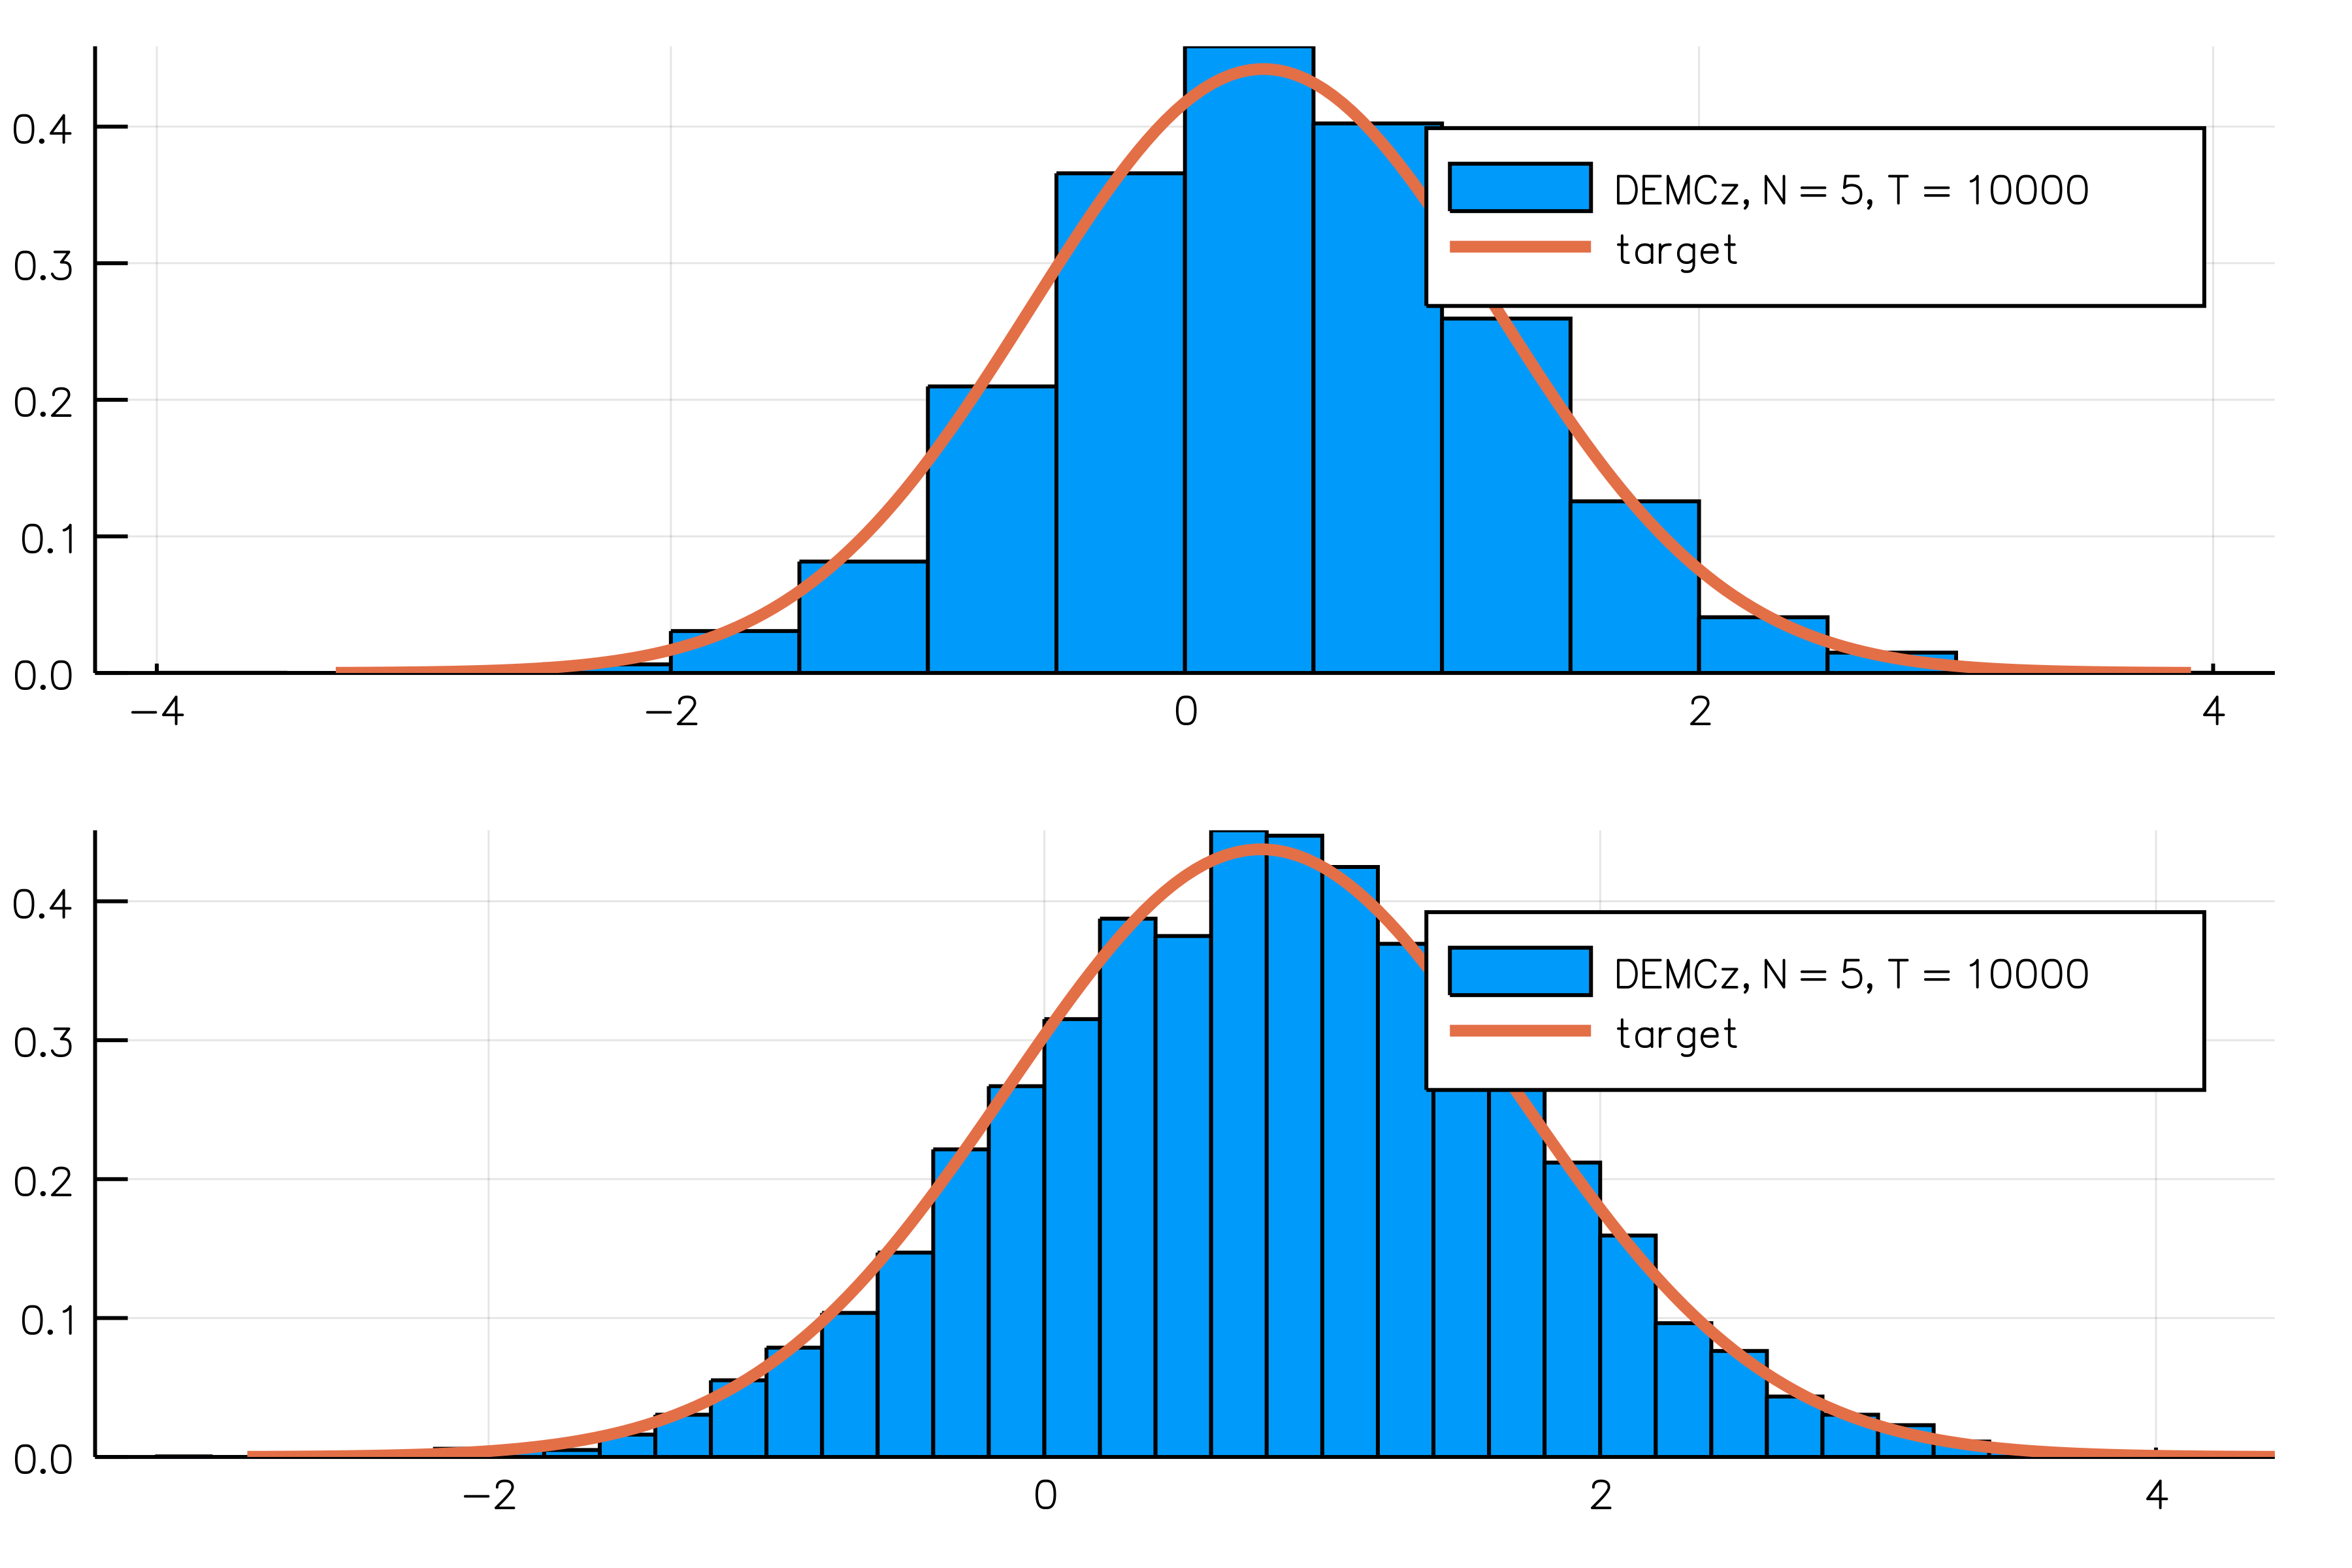 0.4
DEMCz, N = 5, T = 10000
0.3
target
0.2
0.1
0.0
−4 −2 0 2 4
0.4
DEMCz, N = 5, T = 10000
0.3
target
0.2
0.1
0.0
−2 0 2 4